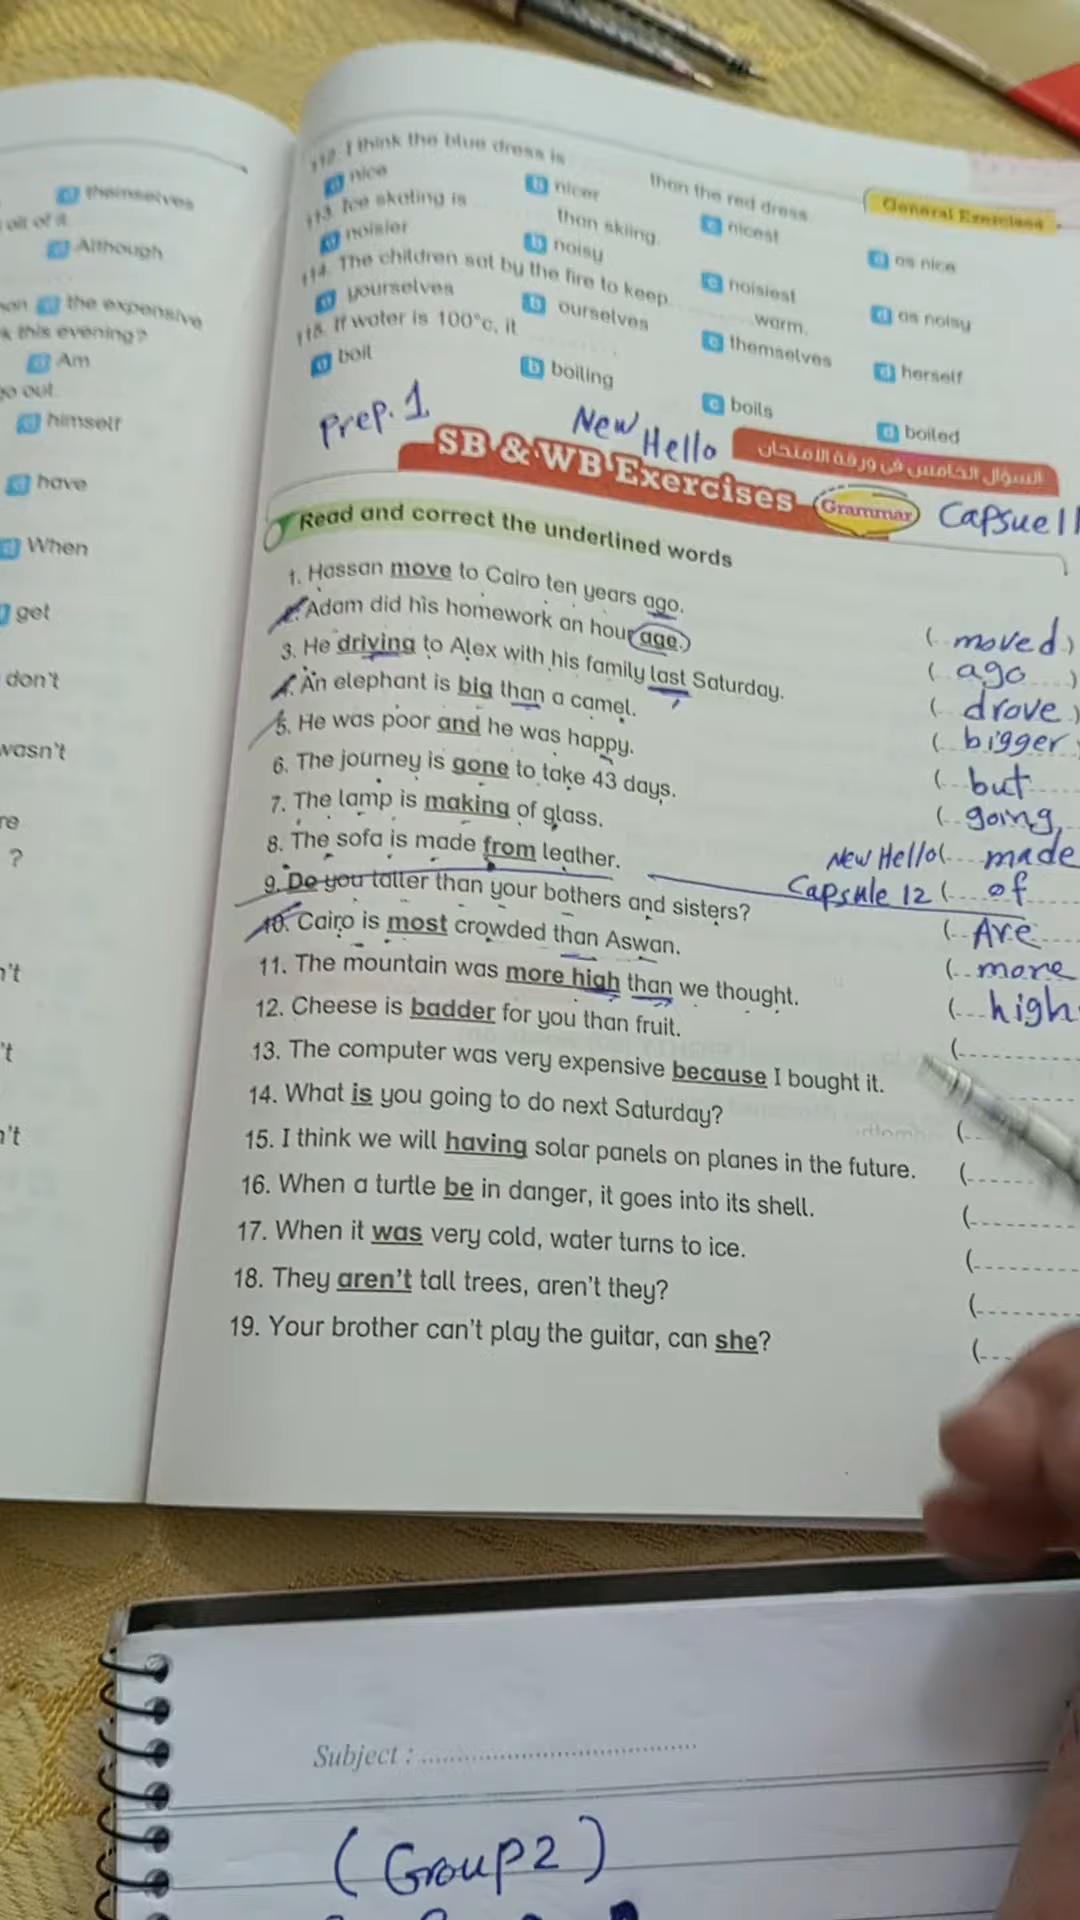 themselves
all of it.
Although
the expensive
k this evening?
Am
go out.
himself
have
When
get
don't
wasn't
re
?
n't
't
n't
General Exercises
112. I think the blue dress is ........ than the red dress
a nice b nicer c nicest d as nice
113. Ice skating is ........ than skiing.
a noisier b noisy c noisiest d as noisy
114. The children sat by the fire to keep ........ warm.
a yourselves b ourselves c themselves d herself
115. If water is 100°c, it ........
a boil b boiling c boils d boiled
Prep. 1 New Hello
السؤال الخامس في ورقة الامتحان
SB & WB Exercises Grammar Capsuel
Read and correct the underlined words
1. Hassan move to Cairo ten years ago. ( moved )
2. Adam did his homework an hour age. ( ago )
3. He driving to Alex with his family last Saturday. ( drove )
4. An elephant is big than a camel. ( bigger
5. He was poor and he was happy. ( but
6. The journey is gone to take 43 days. ( going
7. The lamp is making of glass. New Hello ( made
8. The sofa is made from leather. Capsule 12 ( of
9. Do you taller than your bothers and sisters? ( Are
10. Cairo is most crowded than Aswan. ( more
11. The mountain was more high than we thought. ( high
12. Cheese is badder for you than fruit. (
13. The computer was very expensive because I bought it.
14. What is you going to do next Saturday? (
15. I think we will having solar panels on planes in the future. (
16. When a turtle be in danger, it goes into its shell. (
17. When it was very cold, water turns to ice. (
18. They aren't tall trees, aren't they? (
19. Your brother can't play the guitar, can she? (
Subject :
(Group 2)